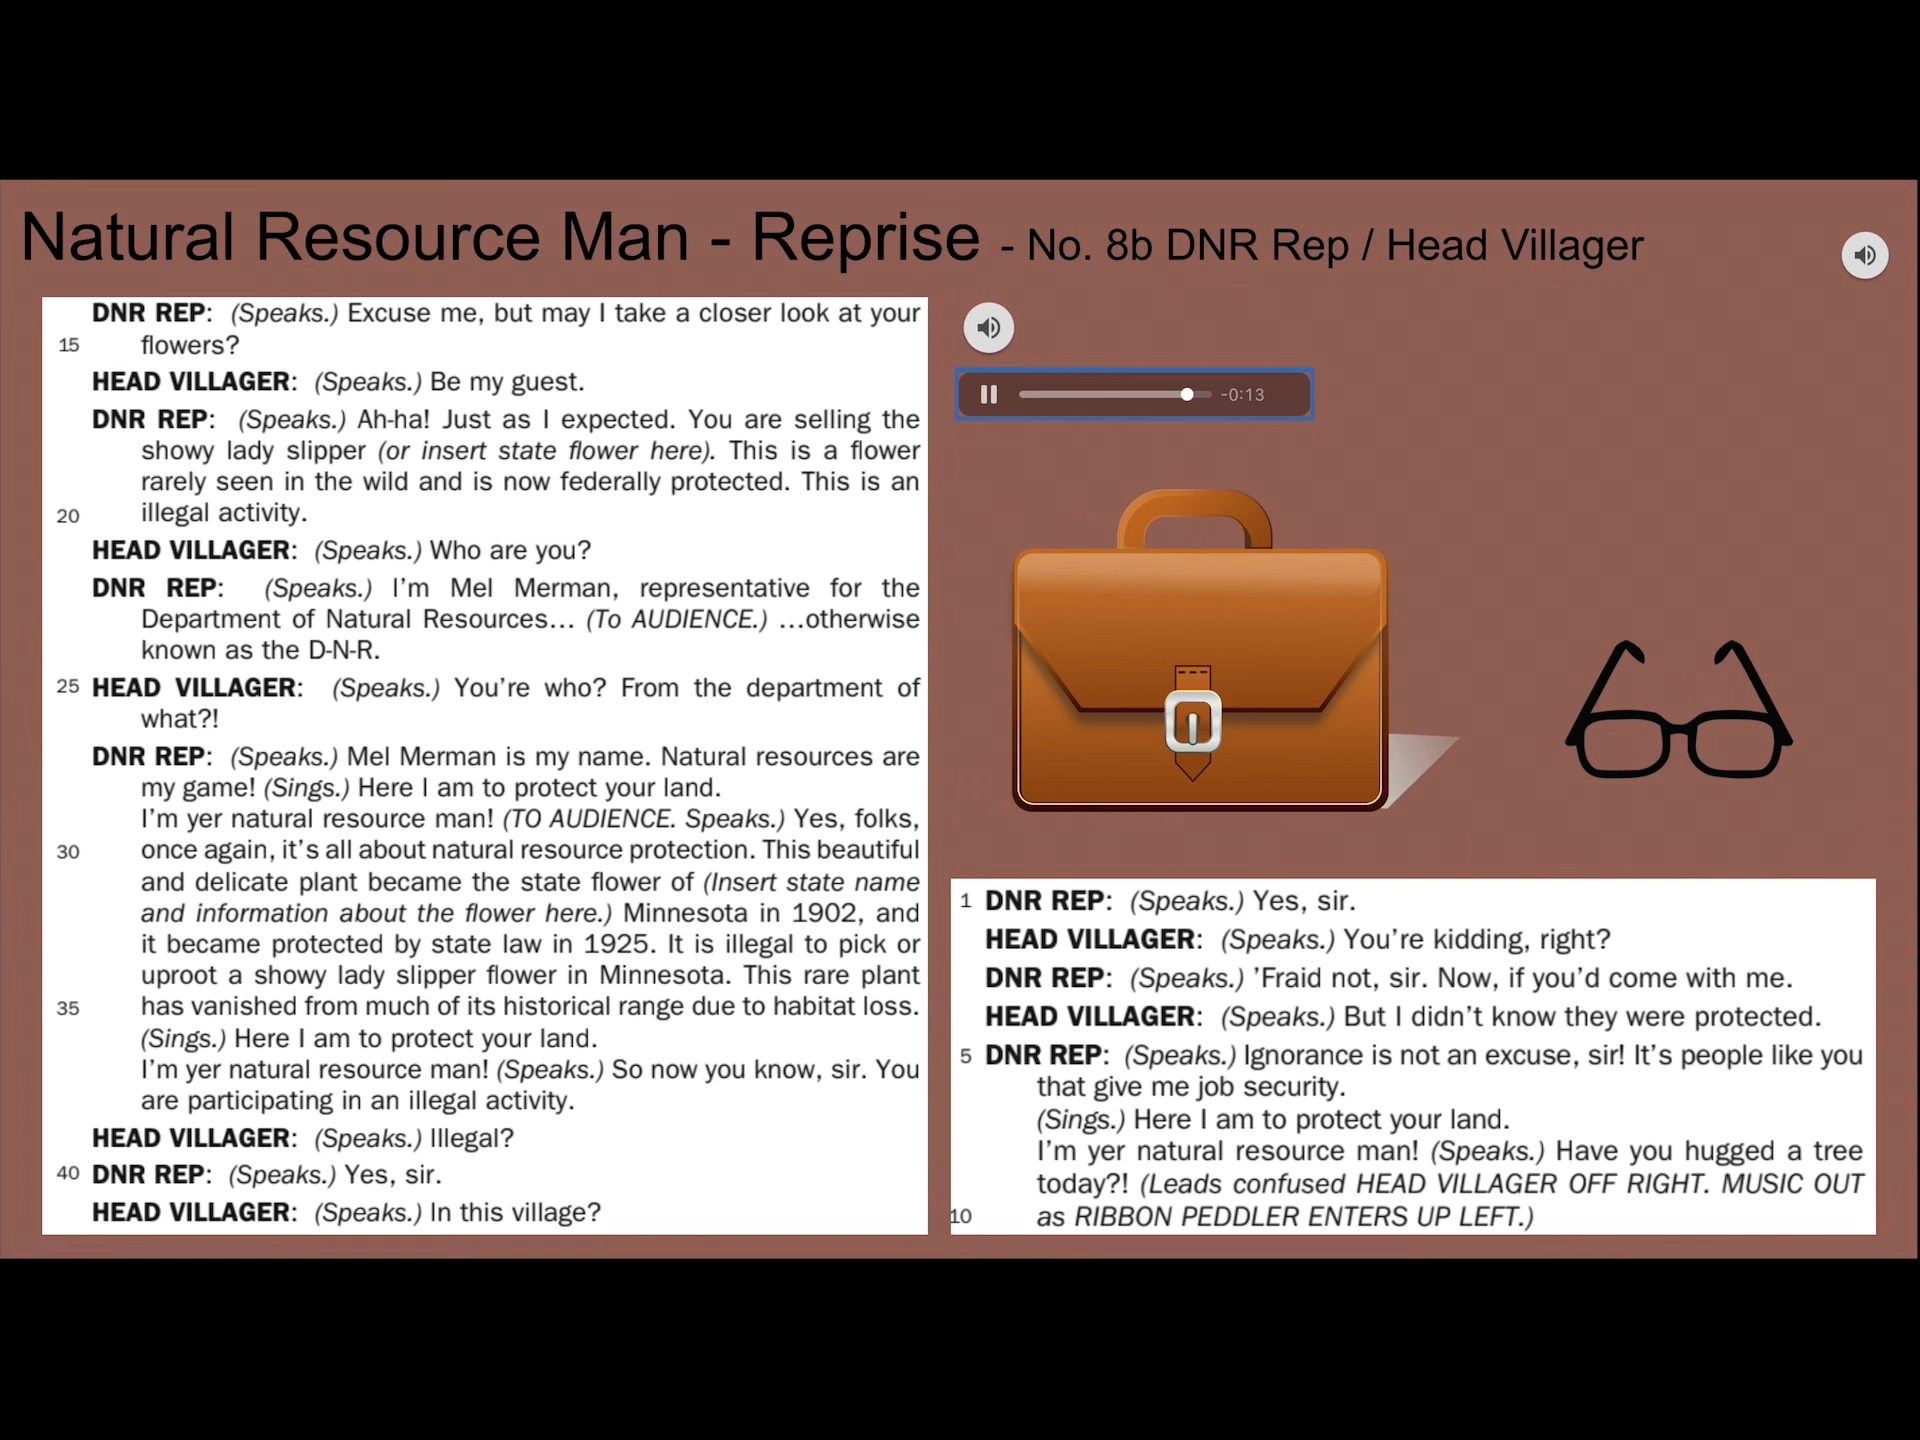 Natural Resource Man - Reprise - No. 8b DNR Rep / Head Villager
DNR REP: (Speaks.) Excuse me, but may I take a closer look at your
15 flowers?
HEAD VILLAGER: (Speaks.) Be my guest.
DNR REP: (Speaks.) Ah-ha! Just as I expected. You are selling the
showy lady slipper (or insert state flower here). This is a flower
rarely seen in the wild and is now federally protected. This is an
20 illegal activity.
HEAD VILLAGER: (Speaks.) Who are you?
DNR REP: (Speaks.) I'm Mel Merman, representative for the
Department of Natural Resources... (To AUDIENCE.) ...otherwise
known as the D-N-R.
25 HEAD VILLAGER: (Speaks.) You're who? From the department of
what?!
DNR REP: (Speaks.) Mel Merman is my name. Natural resources are
my game! (Sings.) Here I am to protect your land.
I'm yer natural resource man! (TO AUDIENCE. Speaks.) Yes, folks,
30 once again, it's all about natural resource protection. This beautiful
and delicate plant became the state flower of (Insert state name
and information about the flower here.) Minnesota in 1902, and
it became protected by state law in 1925. It is illegal to pick or
uproot a showy lady slipper flower in Minnesota. This rare plant
35 has vanished from much of its historical range due to habitat loss.
(Sings.) Here I am to protect your land.
I'm yer natural resource man! (Speaks.) So now you know, sir. You
are participating in an illegal activity.
HEAD VILLAGER: (Speaks.) Illegal?
40 DNR REP: (Speaks.) Yes, sir.
HEAD VILLAGER: (Speaks.) In this village?
-0:13
1 DNR REP: (Speaks.) Yes, sir.
HEAD VILLAGER: (Speaks.) You're kidding, right?
DNR REP: (Speaks.) 'Fraid not, sir. Now, if you'd come with me.
HEAD VILLAGER: (Speaks.) But I didn't know they were protected.
5 DNR REP: (Speaks.) Ignorance is not an excuse, sir! It's people like you
that give me job security.
(Sings.) Here I am to protect your land.
I'm yer natural resource man! (Speaks.) Have you hugged a tree
today?! (Leads confused HEAD VILLAGER OFF RIGHT. MUSIC OUT
10 as RIBBON PEDDLER ENTERS UP LEFT.)